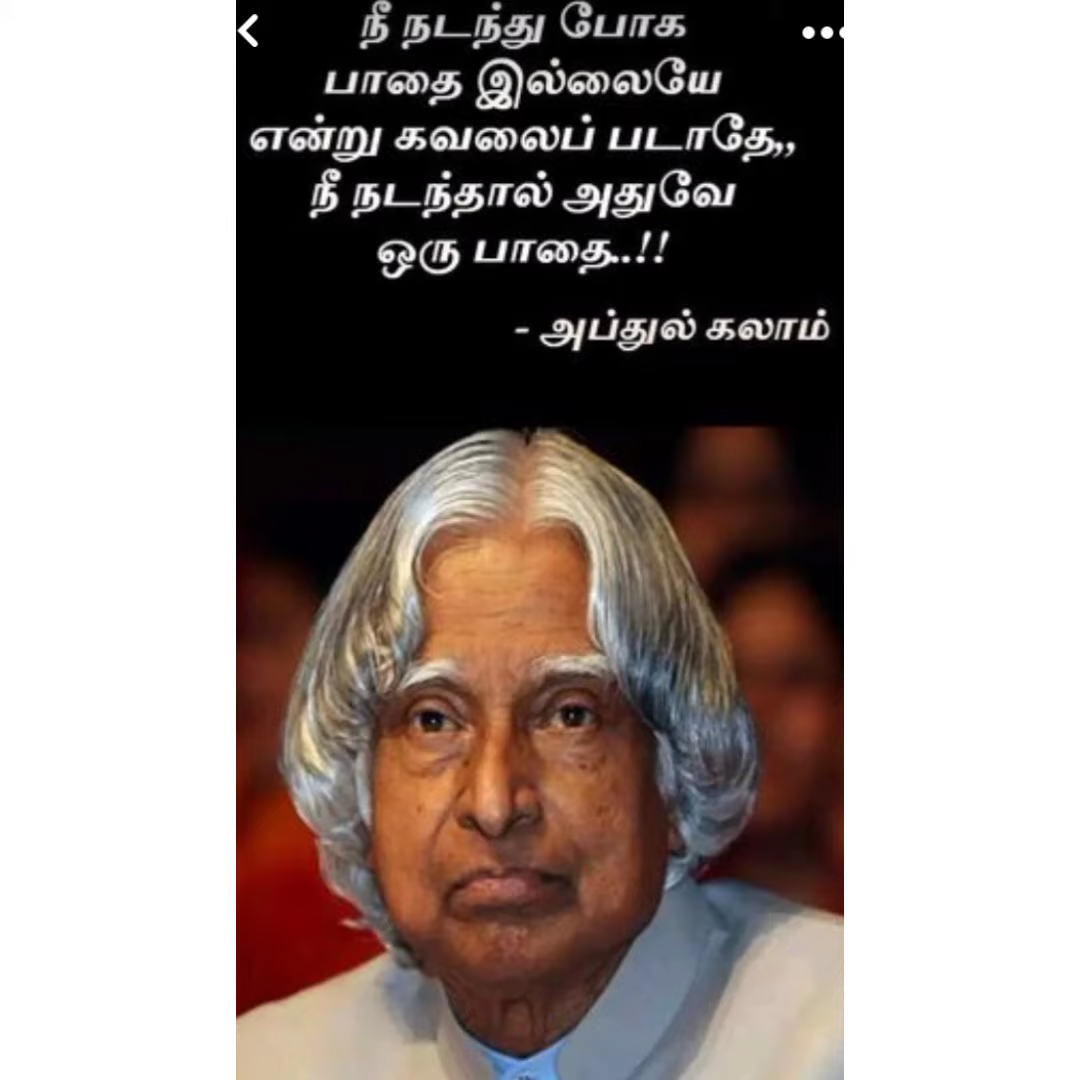 நீ நடந்து போக
பாதை இல்லையே
என்று கவலைப் படாதே,,
நீ நடந்தால் அதுவே
ஒரு பாதை..!!
- அப்துல் கலாம்